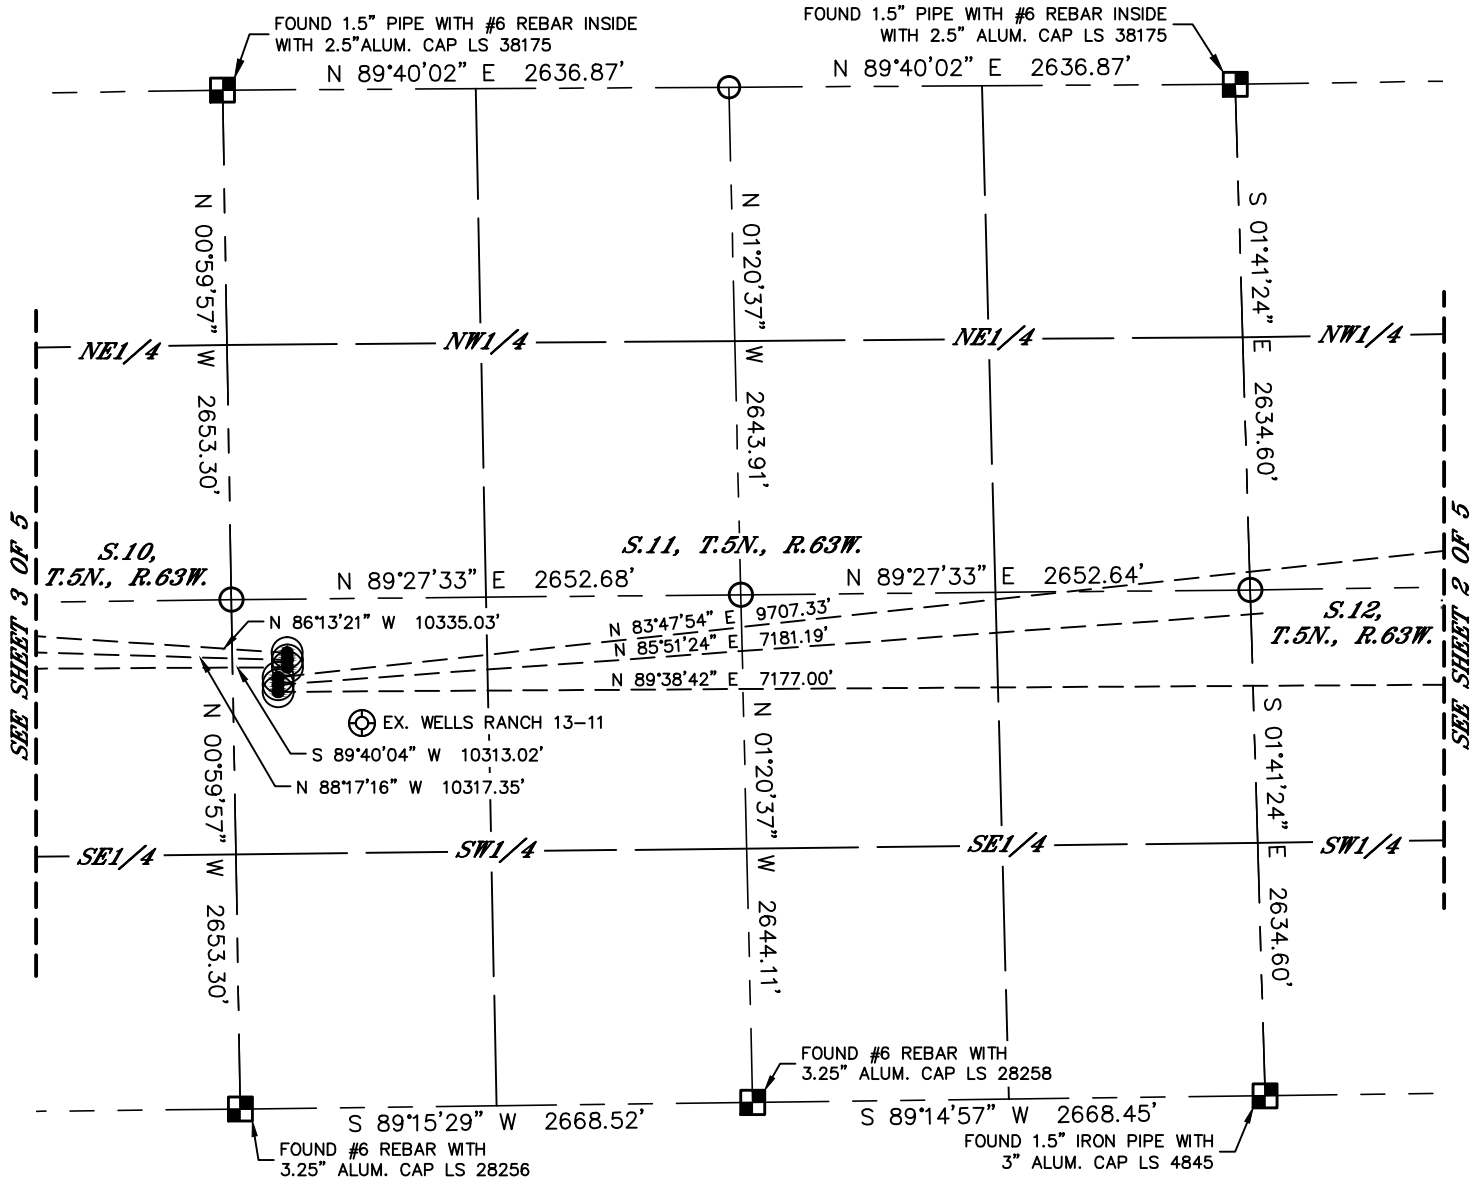 FOUND 1.5" PIPE WITH #6 REBAR INSIDE
WITH 2.5"ALUM. CAP LS 38175
FOUND 1.5" PIPE WITH #6 REBAR INSIDE
WITH 2.5" ALUM. CAP LS 38175
N 89°40'02" E 2636.87'
N 89°40'02" E 2636.87'
N 00°59'57" W 2653.30'
N 01°20'37" W 2643.91'
S 01°41'24" E 2634.60'
NE1/4
NW1/4
NE1/4
NW1/4
SEE SHEET 3 OF 5
SEE SHEET 2 OF 5
S.10,
T.5N., R.63W.
S.11, T.5N., R.63W.
N 89°27'33" E 2652.68'
N 89°27'33" E 2652.64'
S.12,
T.5N., R.63W.
N 86°13'21" W 10335.03'
N 83°47'54" E 9707.33'
N 85°51'24" E 7181.19'
N 89°38'42" E 7177.00'
EX. WELLS RANCH 13-11
S 89°40'04" W 10313.02'
N 88°17'16" W 10317.35'
N 00°59'57" W 2653.30'
N 01°20'37" W 2644.11'
S 01°41'24" E 2634.60'
SE1/4
SW1/4
SE1/4
SW1/4
FOUND #6 REBAR WITH
3.25" ALUM. CAP LS 28258
S 89°15'29" W 2668.52'
S 89°14'57" W 2668.45'
FOUND #6 REBAR WITH
3.25" ALUM. CAP LS 28256
FOUND 1.5" IRON PIPE WITH
3" ALUM. CAP LS 4845